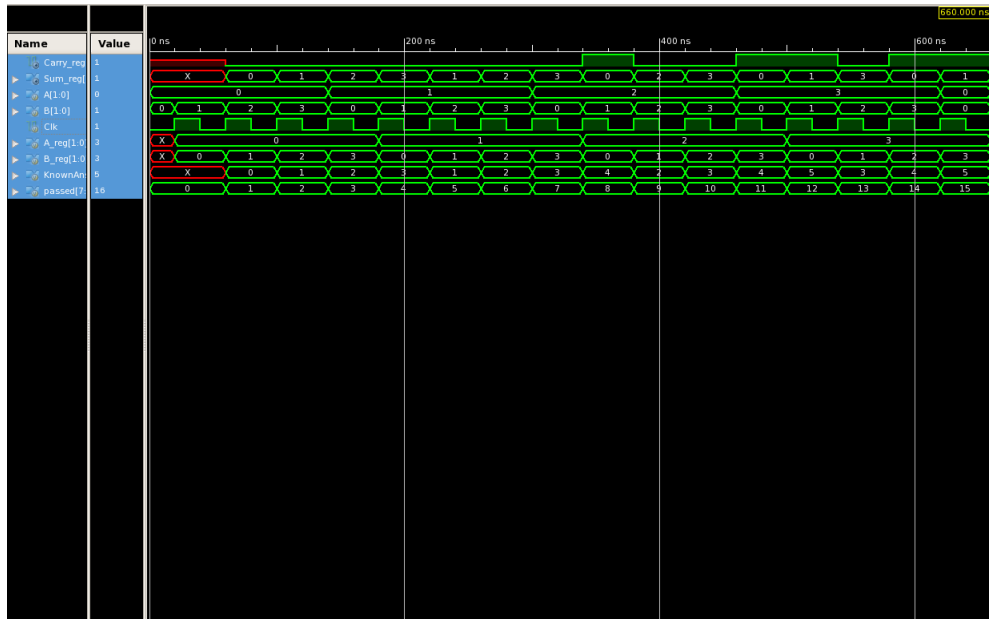 660.000 ns
Name Value 0 ns 200 ns 400 ns 600 ns
Carry_reg 1
Sum_reg[ 1 X 0 1 2 3 1 2 3 0 2 3 0 1 3 0 1
A[1:0] 0 0 1 2 3 0
B[1:0] 1 0 1 2 3 0 1 2 3 0 1 2 3 0 1 2 3 0
Clk 1
A_reg[1:0 3 X 0 1 2 3
B_reg[1:0 3 X 0 1 2 3 0 1 2 3 0 1 2 3 0 1 2 3
KnownAn 5 X 0 1 2 3 1 2 3 4 2 3 4 5 3 4 5
passed[7: 16 0 1 2 3 4 5 6 7 8 9 10 11 12 13 14 15